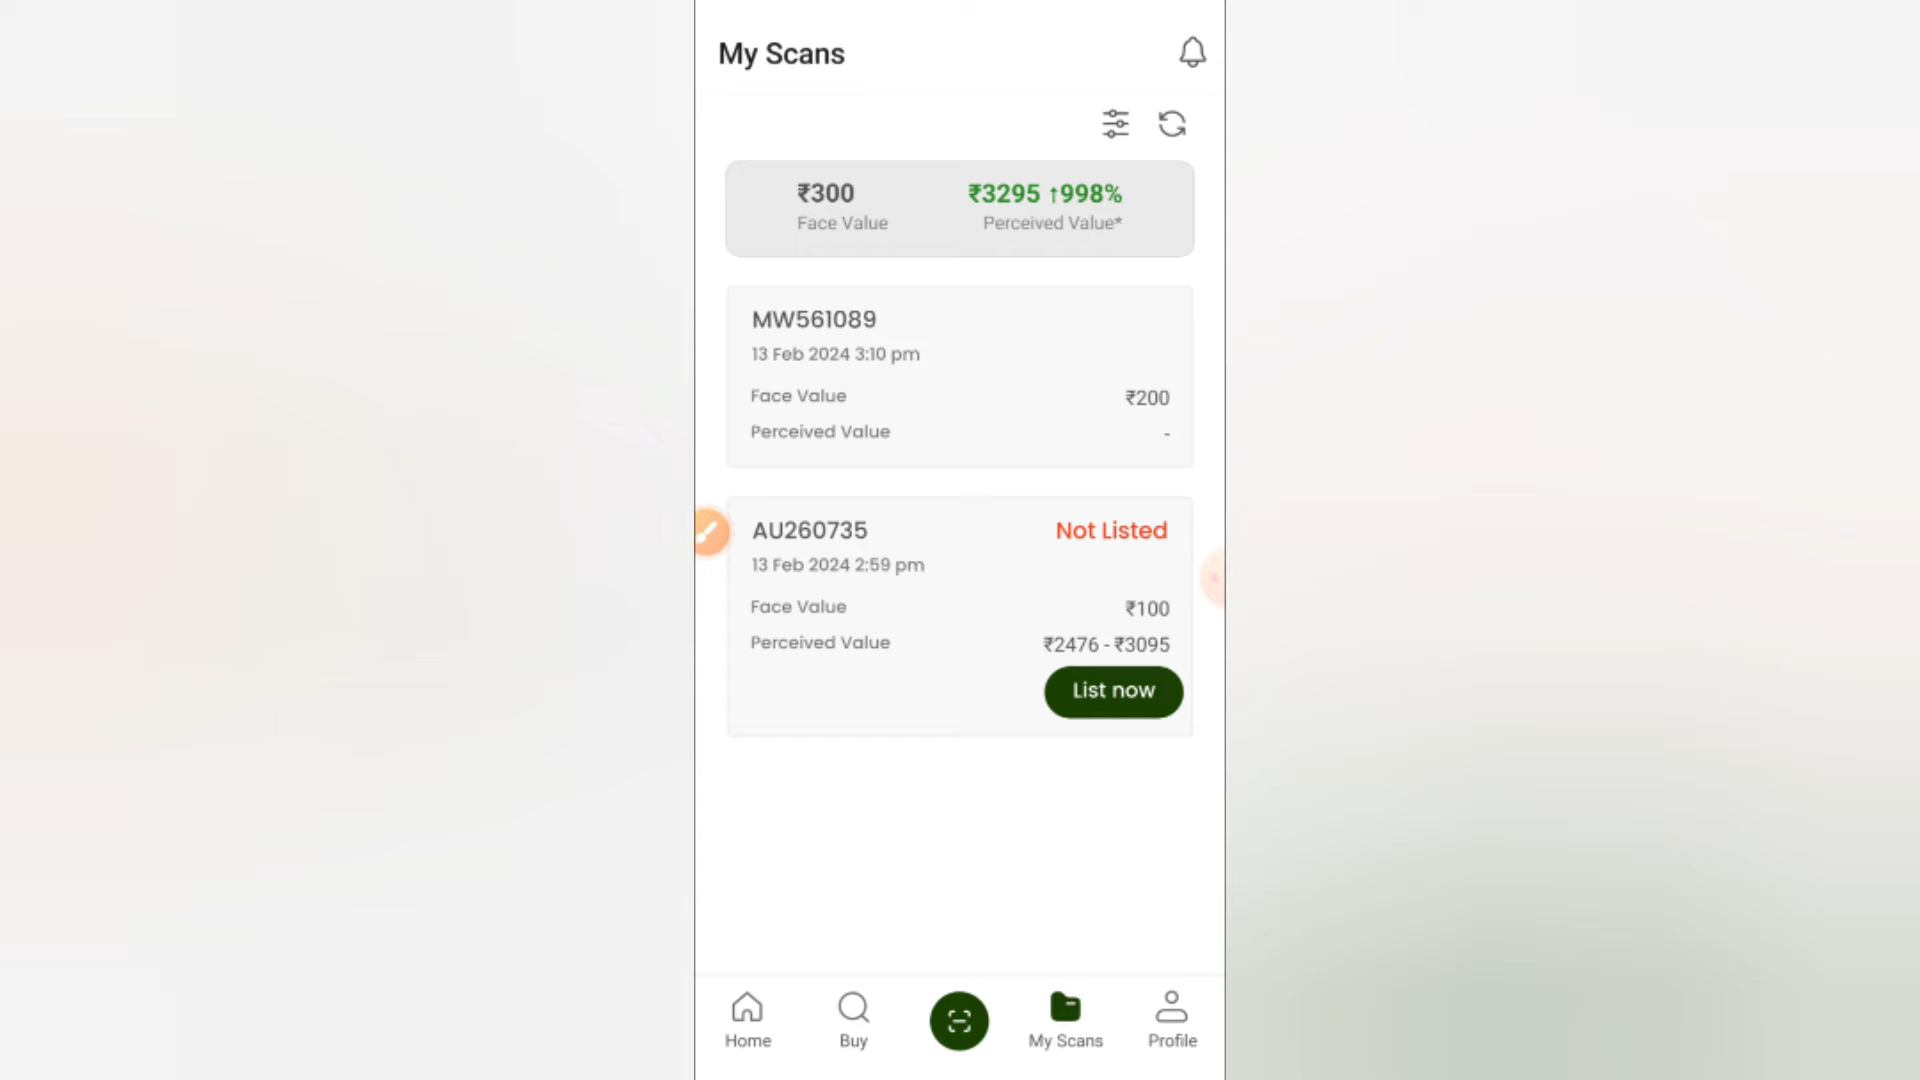 My Scans
₹300
₹3295 ↑998%
Face Value
Perceived Value*
MW561089
13 Feb 2024 3:10 pm
Face Value
₹200
Perceived Value
-
AU260735
Not Listed
13 Feb 2024 2:59 pm
Face Value
₹100
Perceived Value
₹2476 - ₹3095
List now
Home
Buy
My Scans
Profile